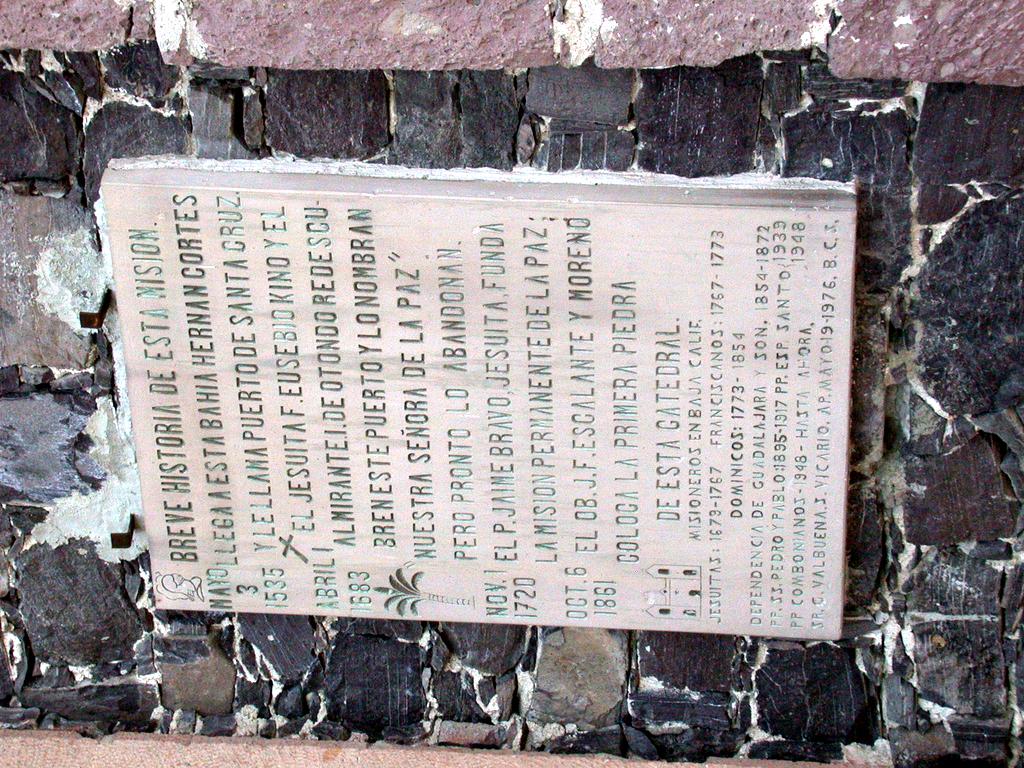 BREVE HISTORIA DE ESTA MISION.
MAYO LLEGA ESTA BAHIA HERNAN CORTES
3 Y LE LLAMA PUERTO DE SANTA CRUZ.
1535 EL JESUITA F. EUSEBIO KINO Y EL
ABRIL 1 ALMIRANTE I. DE OTONDO REDESCU-
1683 BREN ESTE PUERTO Y LO NOMBRAN
NUESTRA SEÑORA DE LA PAZ"
PERO PRONTO LO ABANDONAN.
NOV. 1 EL P. JAIME BRAVO, JESUITA, FUNDA
1720 LA MISION PERMANENTE DE LA PAZ;
OCT. 6 EL OB. J. F. ESCALANTE Y MORENO
1861 COLOCA LA PRIMERA PIEDRA
DE ESTA CATEDRAL.
MISIONEROS EN BAJA CALIF.
JESUITAS: 1679-1767 FRANCISCANOS: 1767-1773
DOMINICOS: 1773-1854
DEPENDENCIA DE GUADALAJARA Y SON. 1854-1872
PP. SS. PEDRO Y PABLO: 1895-1917 PP. ESP. SANTO, 1939
PP. COMBONIANOS-1948-HASTA AHORA. 1948
SR. C. VALBUENA S. VICARIO. AP. MAYO-19-1976, B.C.S.